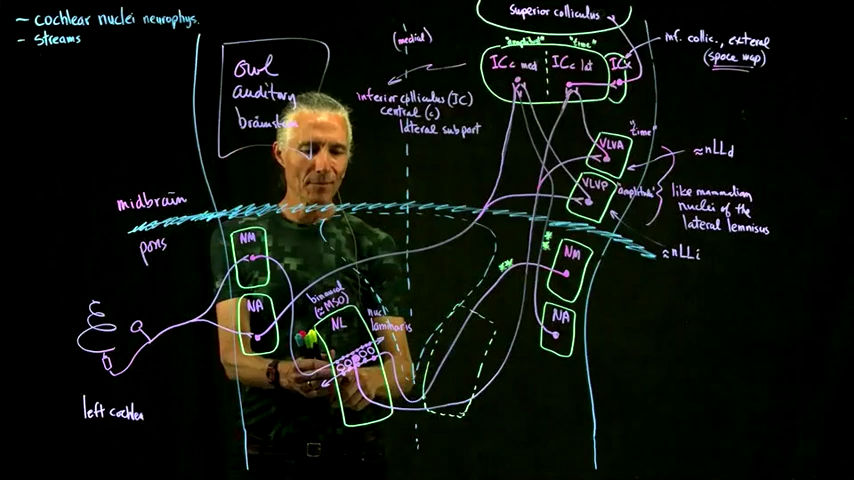 ~ cochlear nuclei neurophys.
- streams
owl
auditory
brainstem
(medial)
superior colliculus
"amplitude" "time"
ICc med
ICc lat
ICx
inf. collic., external
(space map)
inferior colliculus (IC)
central (c)
lateral subpart
"time"
VLVA
≈nLLd
VLVP
"amplitude"
like mammalian
nuclei of the
lateral lemniscus
≈nLLi
midbrain
pons
NM
NA
binaural
(≈MSO)
NL
nuc
laminaris
NM
NA
left cochlea